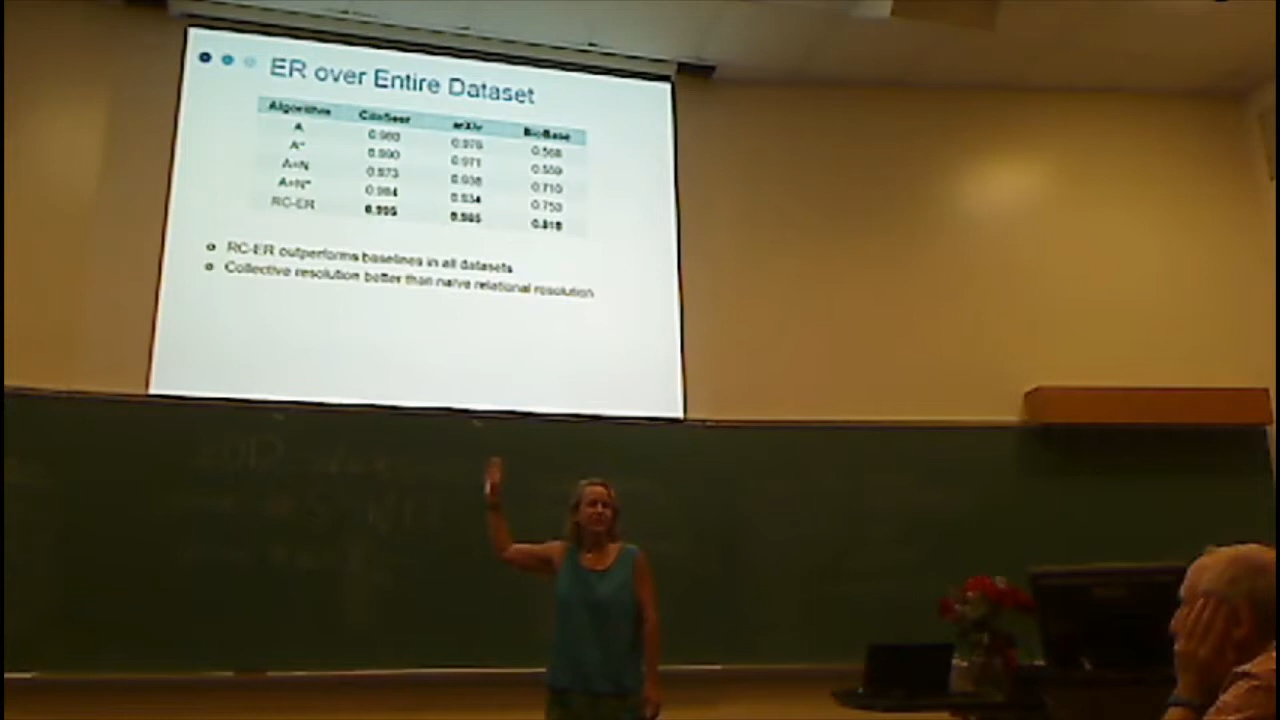 ER over Entire Dataset
Algorithm CiteSeer arXiv BioBase
A 0.980 0.976 0.568
A* 0.990 0.971 0.559
A+N 0.973 0.938 0.710
A+N* 0.984 0.934 0.753
RC-ER 0.995 0.985 0.818
RC-ER outperforms baselines in all datasets
Collective resolution better than naïve relational resolution